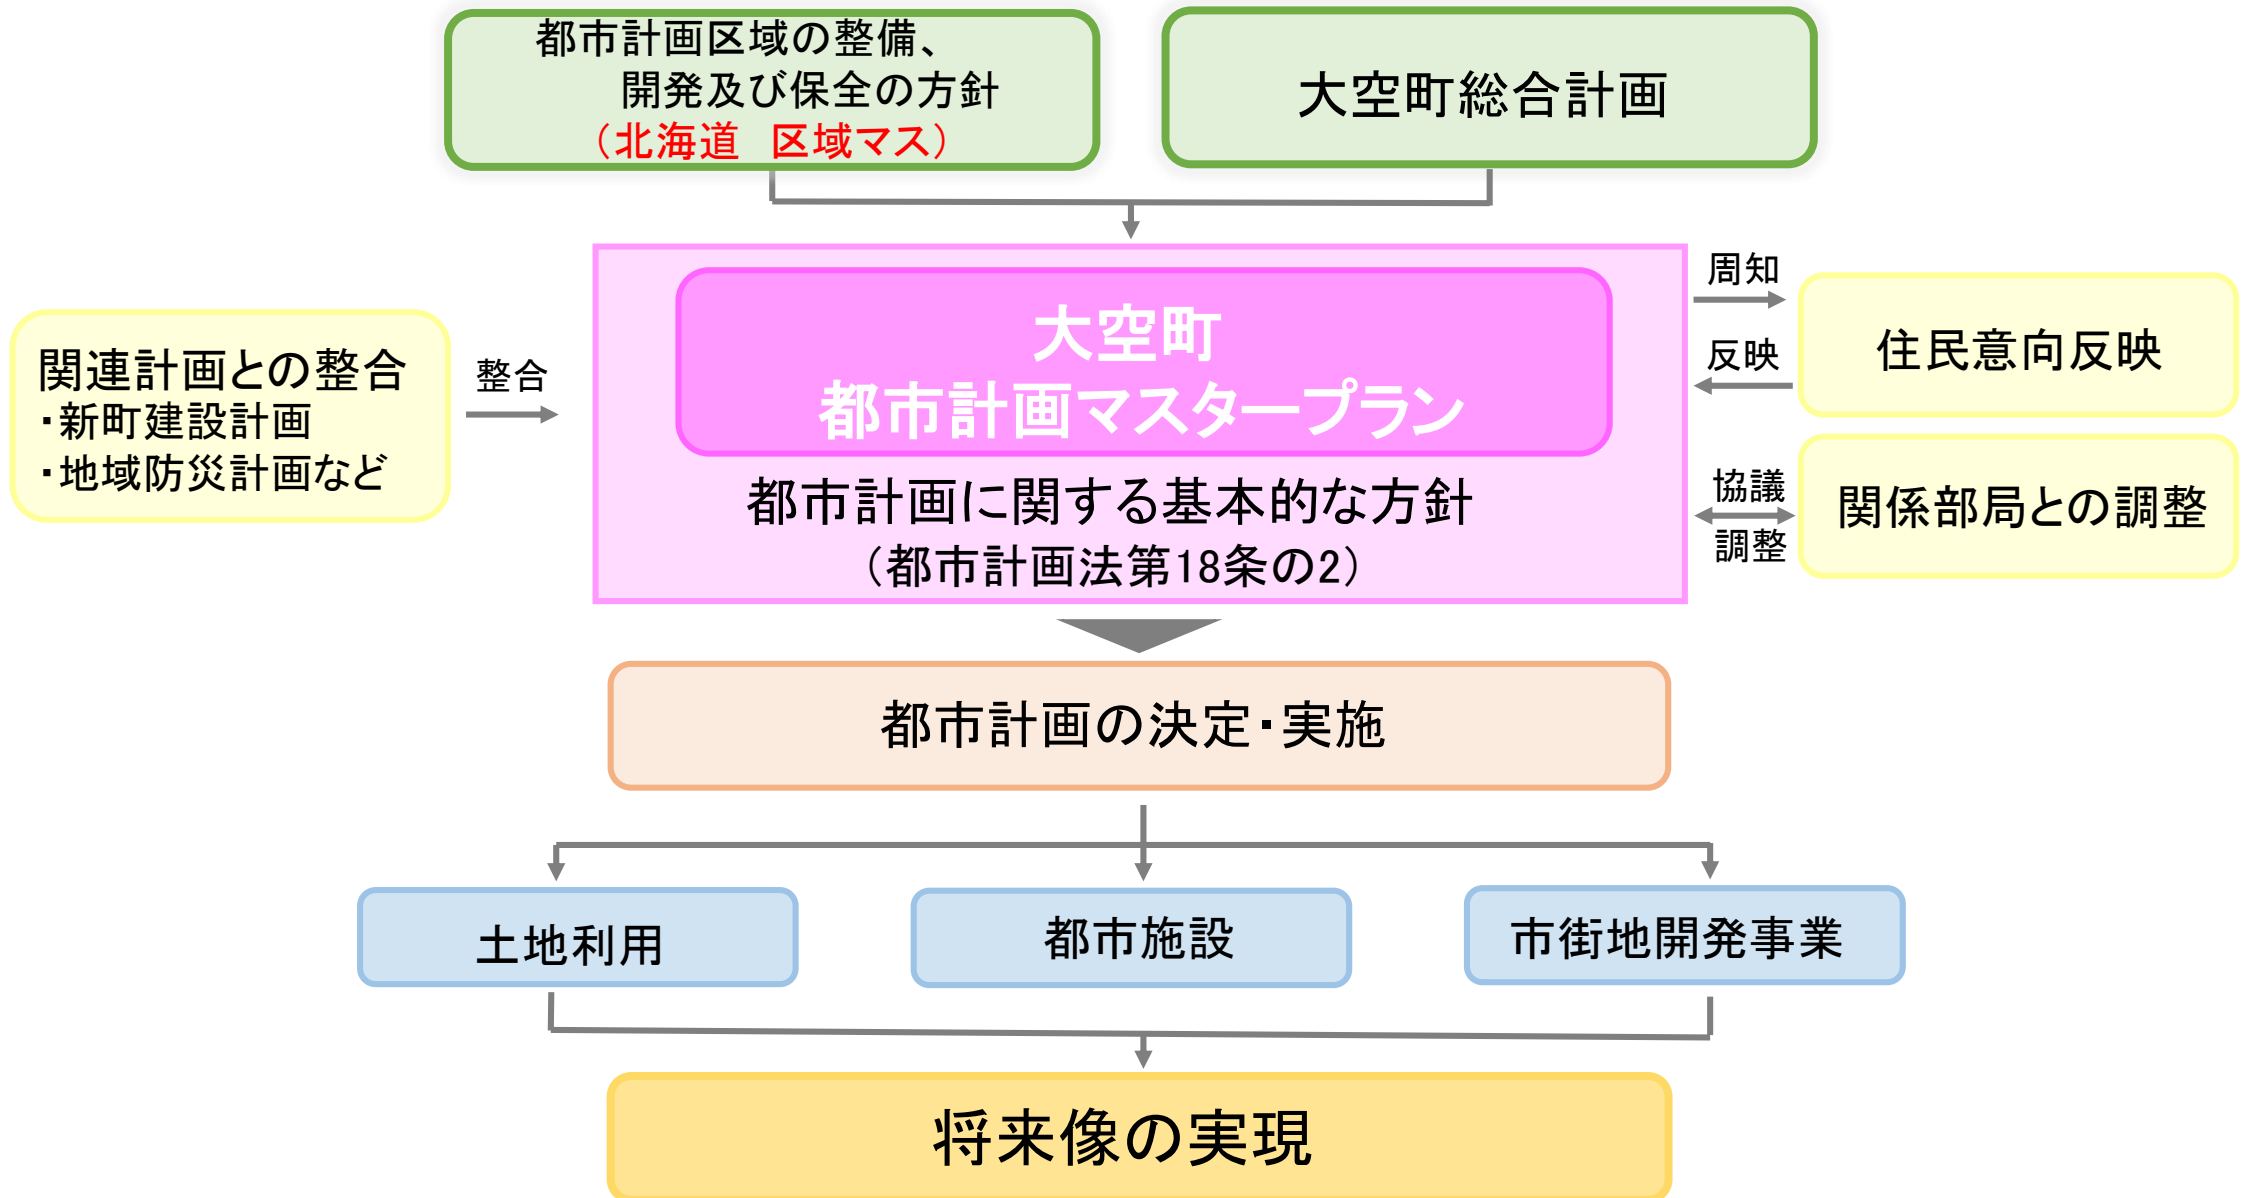 都市計画区域の整備、
開発及び保全の方針
（北海道　区域マス）
大空町総合計画
関連計画との整合
・新町建設計画
・地域防災計画など
整合
大空町
都市計画マスタープラン
都市計画に関する基本的な方針
（都市計画法第18条の2）
周知
反映
住民意向反映
協議
調整
関係部局との調整
都市計画の決定・実施
土地利用
都市施設
市街地開発事業
将来像の実現